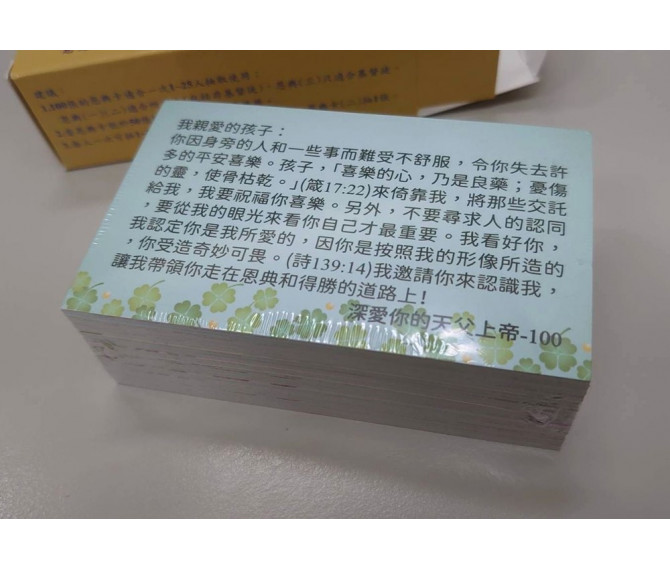 建議：
我親愛的孩子：
你因身旁的人和一些事而難受不舒服，令你失去許
多的平安喜樂。孩子，「喜樂的心，乃是良藥；憂傷
的靈，使骨枯乾。」(箴17:22)來倚靠我，將那些交託
給我，我要祝福你喜樂。另外，不要尋求人的認同
，要從我的眼光來看你自己才最重要。我看好你，
我認定你是我所愛的，因你是按照我的形像所造的
，你受造奇妙可畏。(詩139:14)我邀請你來認識我，
讓我帶領你走在恩典和得勝的道路上！
深愛你的天父上帝-100